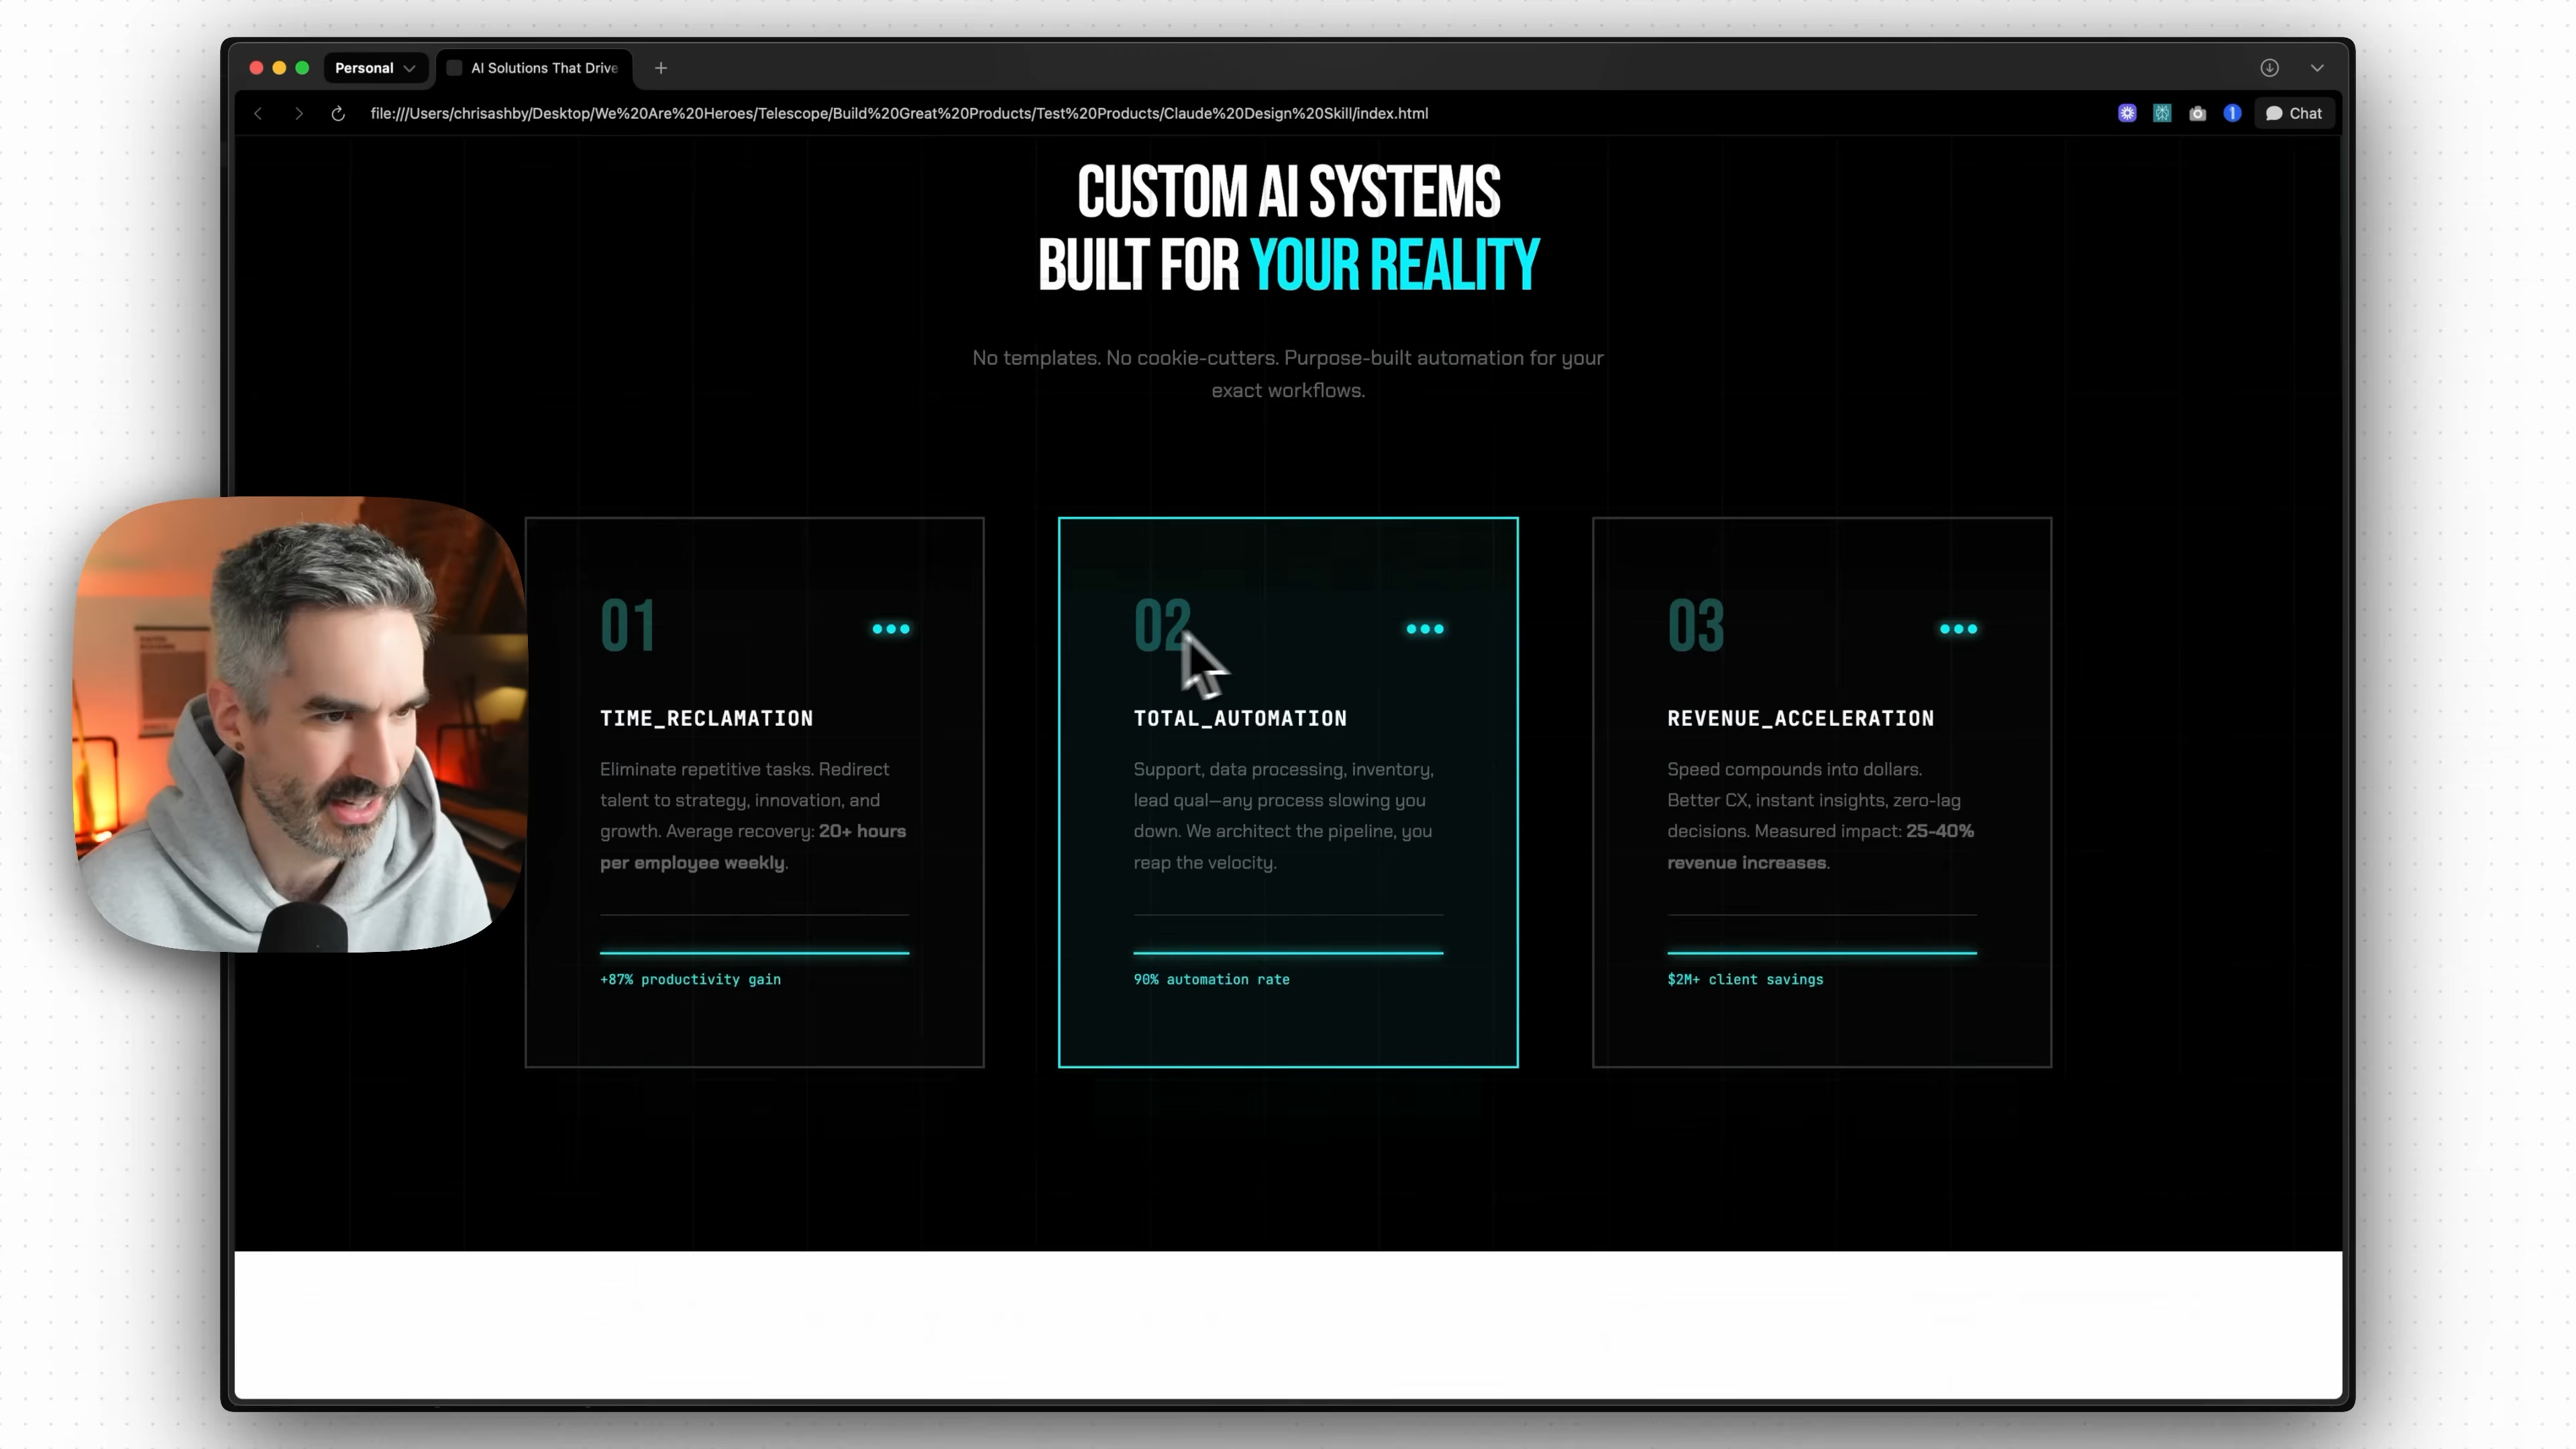 Personal
AI Solutions That Drive
file:///Users/chrisashby/Desktop/We%20Are%20Heroes/Telescope/Build%20Great%20Products/Test%20Products/Claude%20Design%20Skill/index.html
Chat
CUSTOM AI SYSTEMS
BUILT FOR YOUR REALITY
No templates. No cookie-cutters. Purpose-built automation for your
exact workflows.
01
TIME_RECLAMATION
Eliminate repetitive tasks. Redirect
talent to strategy, innovation, and
growth. Average recovery: 20+ hours
per employee weekly.
+87% productivity gain
02
TOTAL_AUTOMATION
Support, data processing, inventory,
lead qual—any process slowing you
down. We architect the pipeline, you
reap the velocity.
90% automation rate
03
REVENUE_ACCELERATION
Speed compounds into dollars.
Better CX, instant insights, zero-lag
decisions. Measured impact: 25-40%
revenue increases.
$2M+ client savings